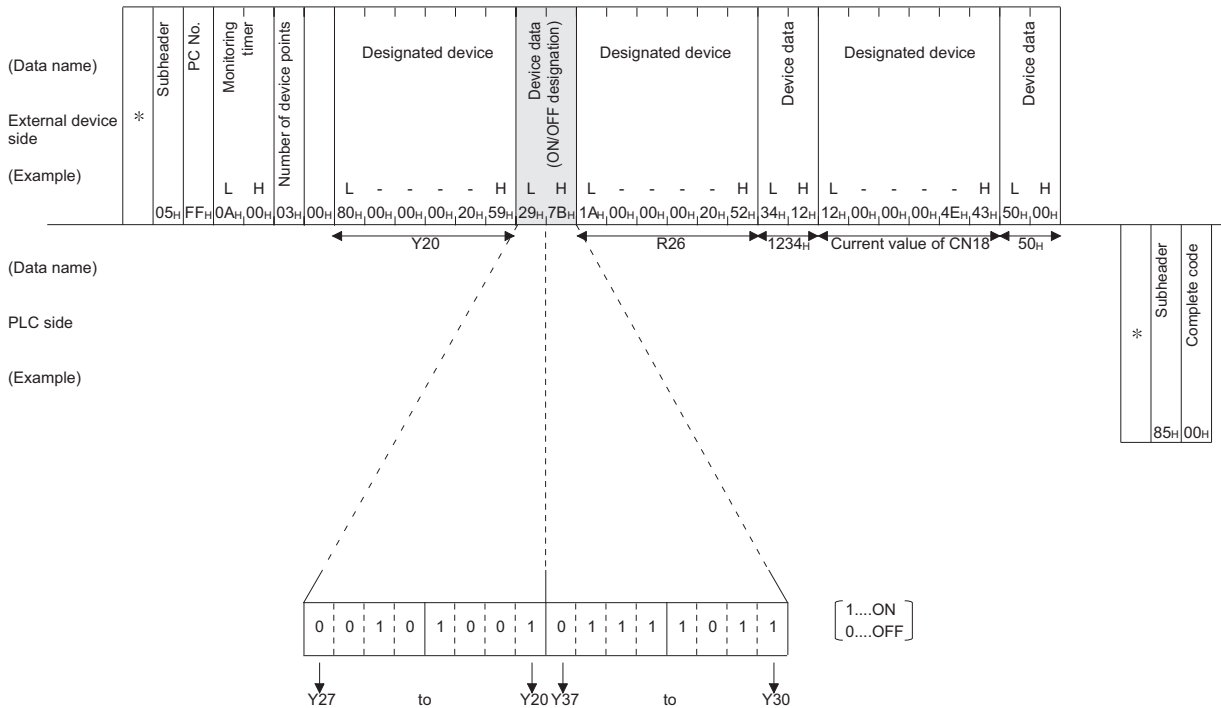 (Data name)
External device
side
(Example)
*
Subheader
PC No.
Monitoring
timer
Number of device points
Designated device
Device data
(ON/OFF designation)
Designated device
Device data
Designated device
Device data
L H L - - - - H L H L - - - - H L H L - - - - H L H
05H FFH 0AH 00H 03H 00H 80H 00H 00H 00H 20H 59H 29H 7BH 1AH 00H 00H 00H 20H 52H 34H 12H 12H 00H 00H 00H 4EH 43H 50H 00H
Y20 R26 1234H Current value of CN18 50H
(Data name)
PLC side
(Example)
*
Subheader
Complete code
85H 00H
0 0 1 0 1 0 0 1 0 1 1 1 1 0 1 1
1....ON
0....OFF
Y27 to Y20 Y37 to Y30